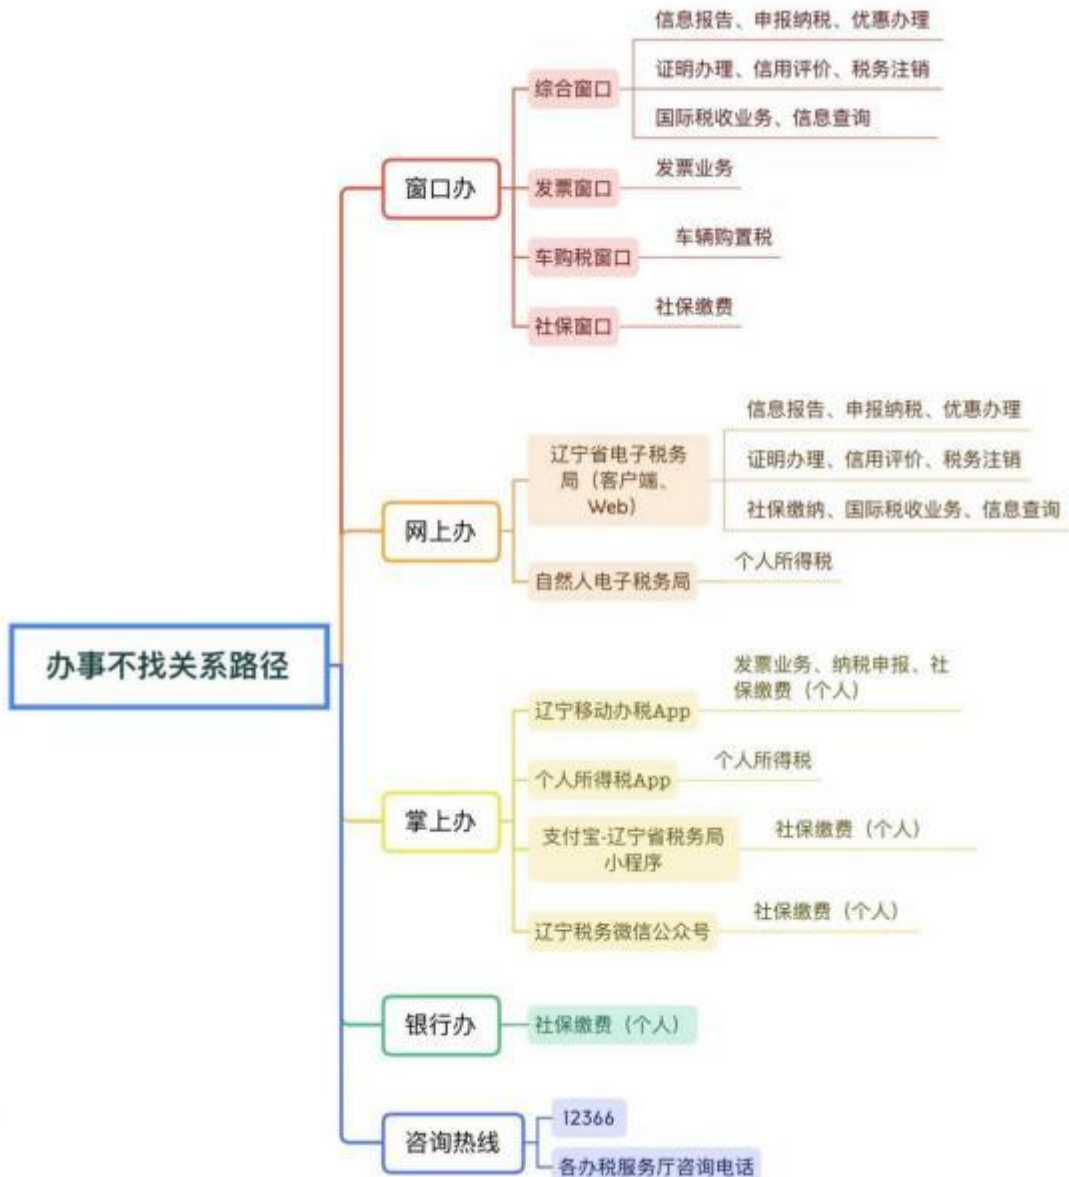 办事不找关系路径
窗口办
综合窗口
信息报告、申报纳税、优惠办理
证明办理、信用评价、税务注销
国际税收业务、信息查询
发票窗口
发票业务
车购税窗口
车辆购置税
社保窗口
社保缴费
网上办
辽宁省电子税务
局（客户端、
Web）
信息报告、申报纳税、优惠办理
证明办理、信用评价、税务注销
社保缴纳、国际税收业务、信息查询
自然人电子税务局
个人所得税
掌上办
辽宁移动办税App
发票业务、纳税申报、社
保缴费（个人）
个人所得税App
个人所得税
支付宝-辽宁省税务局
小程序
社保缴费（个人）
辽宁税务微信公众号
社保缴费（个人）
银行办
社保缴费（个人）
咨询热线
12366
各办税服务厅咨询电话